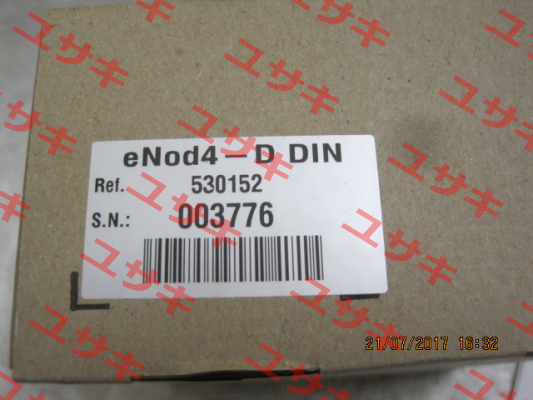 ユサキ
eNod4 - D DIN
Ref. 530152
S.N.: 003776
21/07/2017 16:32